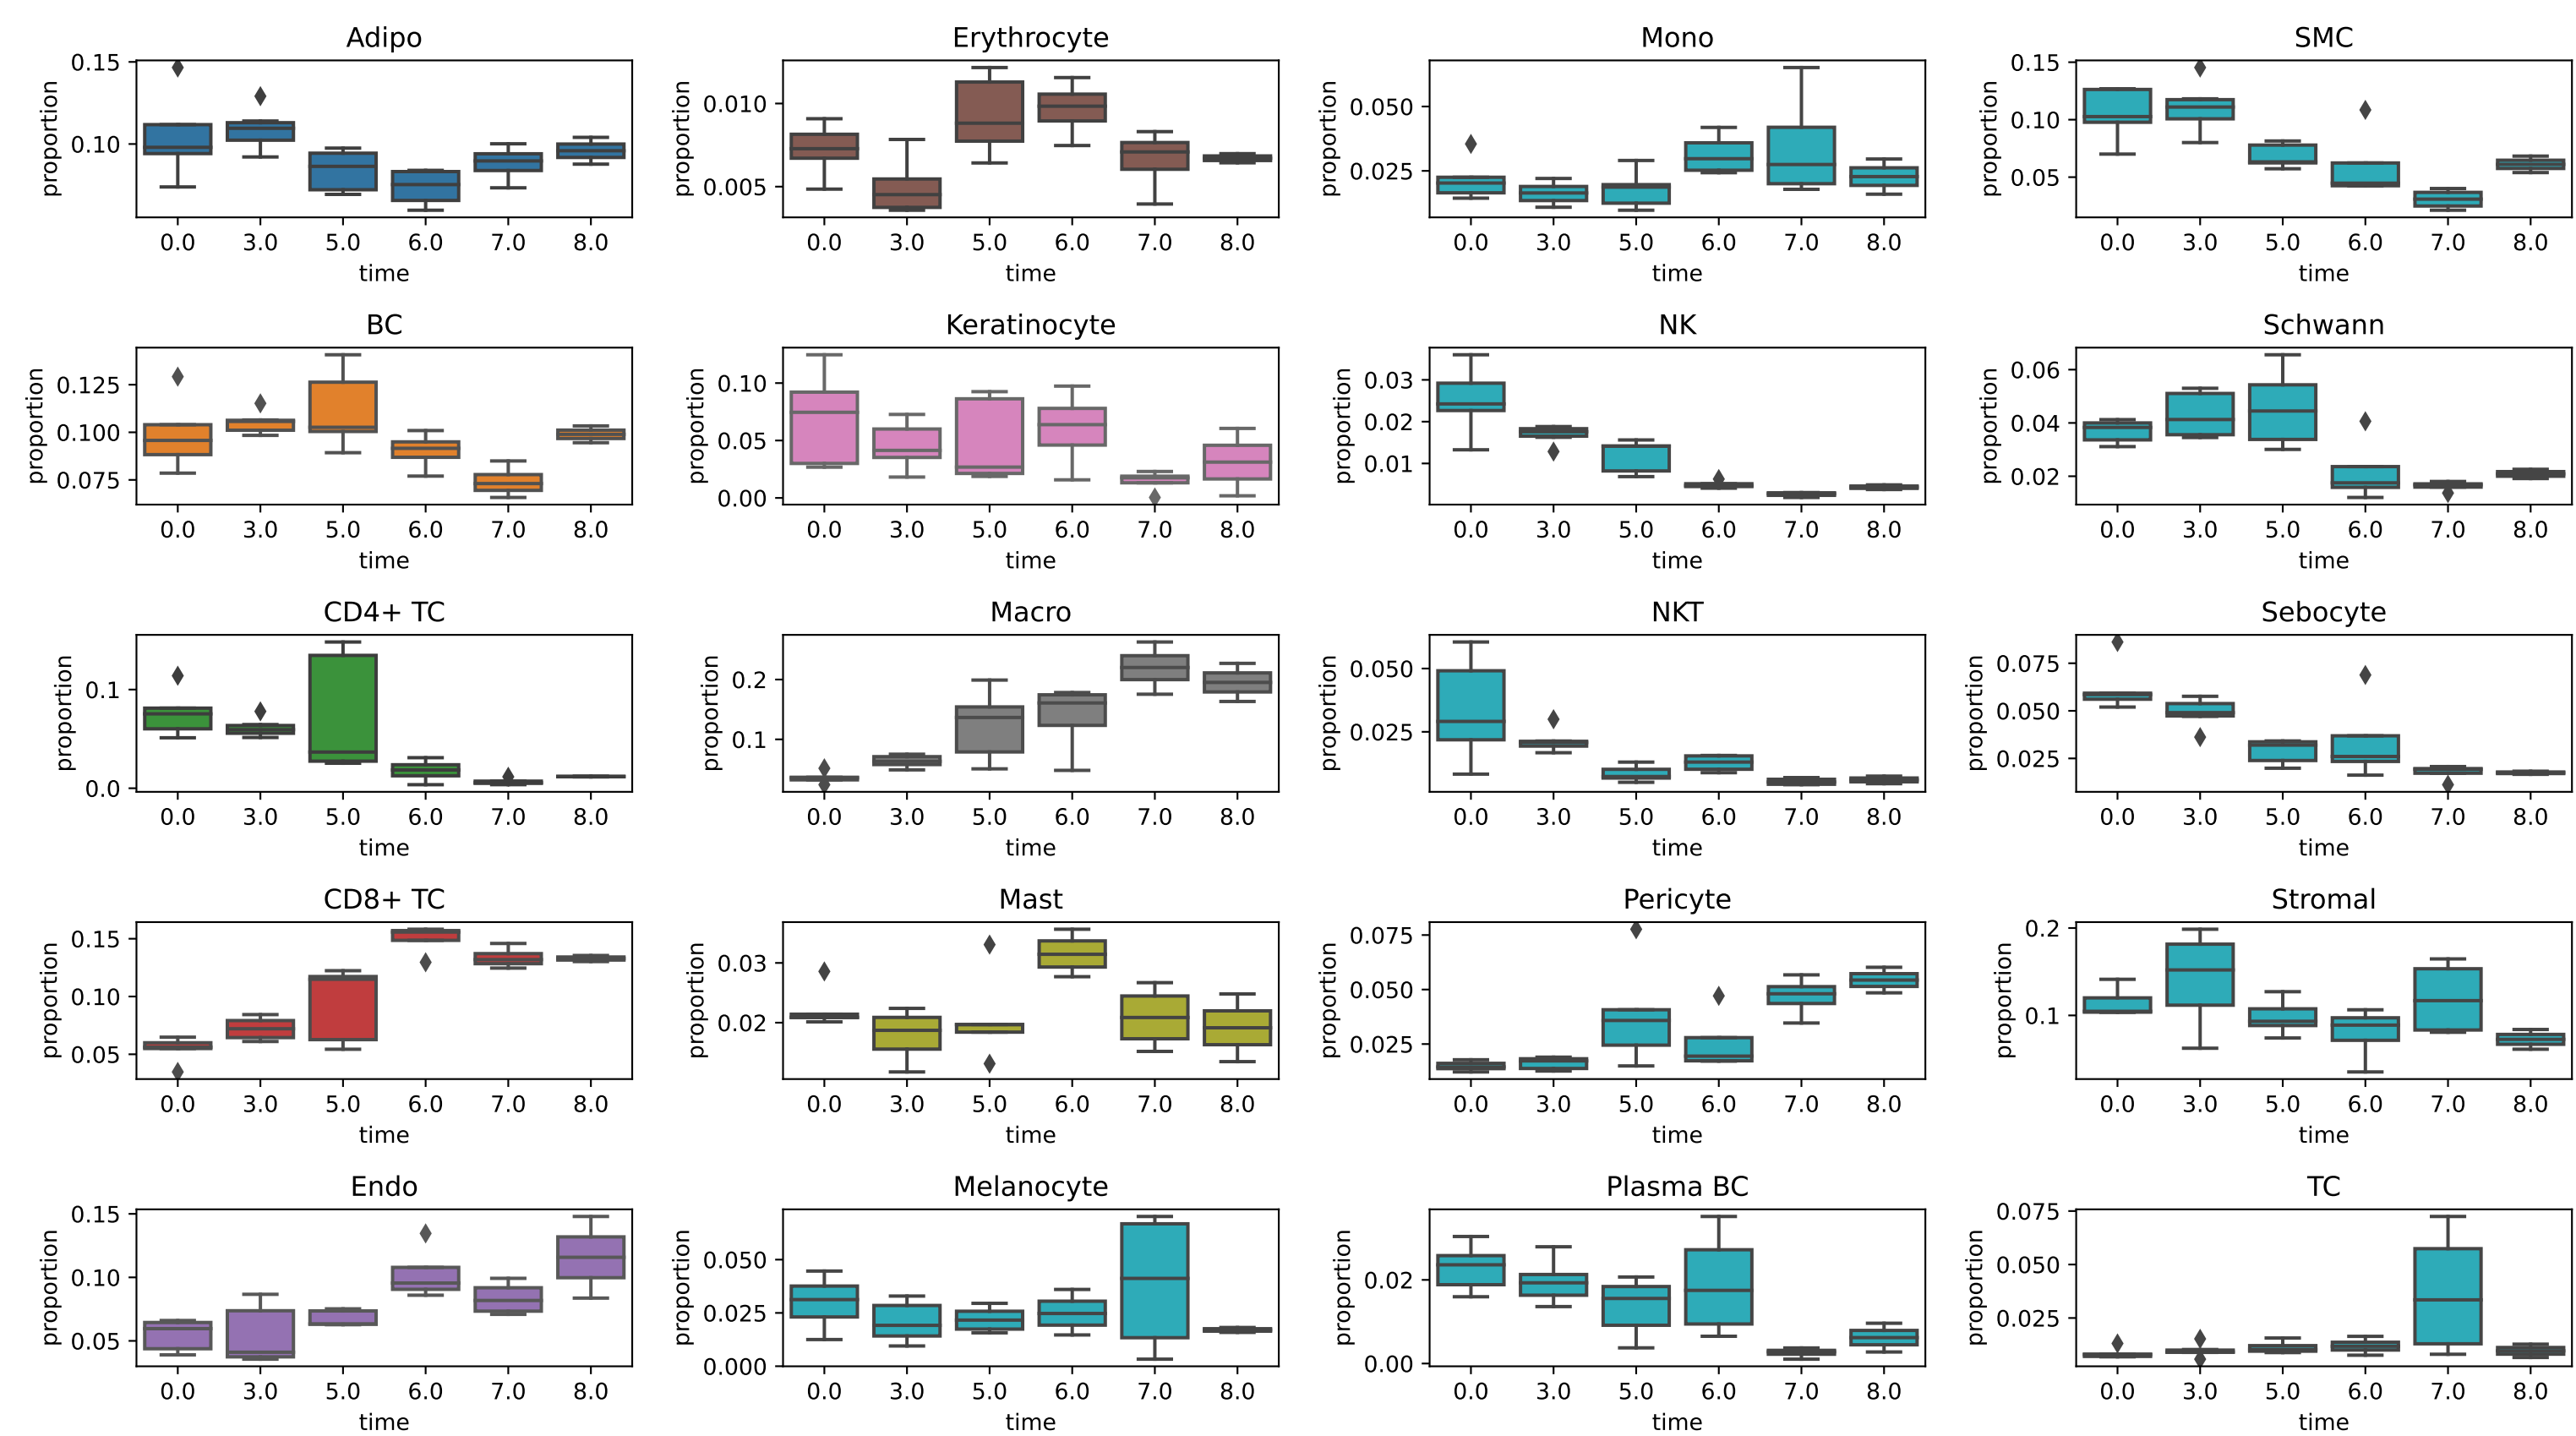 Adipo
proportion
0.15
0.10
0.0 3.0 5.0 6.0 7.0 8.0
time
Erythrocyte
proportion
0.010
0.005
0.0 3.0 5.0 6.0 7.0 8.0
time
Mono
proportion
0.050
0.025
0.0 3.0 5.0 6.0 7.0 8.0
time
SMC
proportion
0.15
0.10
0.05
0.0 3.0 5.0 6.0 7.0 8.0
time
BC
proportion
0.125
0.100
0.075
0.0 3.0 5.0 6.0 7.0 8.0
time
Keratinocyte
proportion
0.10
0.05
0.00
0.0 3.0 5.0 6.0 7.0 8.0
time
NK
proportion
0.03
0.02
0.01
0.0 3.0 5.0 6.0 7.0 8.0
time
Schwann
proportion
0.06
0.04
0.02
0.0 3.0 5.0 6.0 7.0 8.0
time
CD4+ TC
proportion
0.1
0.0
0.0 3.0 5.0 6.0 7.0 8.0
time
Macro
proportion
0.2
0.1
0.0 3.0 5.0 6.0 7.0 8.0
time
NKT
proportion
0.050
0.025
0.0 3.0 5.0 6.0 7.0 8.0
time
Sebocyte
proportion
0.075
0.050
0.025
0.0 3.0 5.0 6.0 7.0 8.0
time
CD8+ TC
proportion
0.15
0.10
0.05
0.0 3.0 5.0 6.0 7.0 8.0
time
Mast
proportion
0.03
0.02
0.0 3.0 5.0 6.0 7.0 8.0
time
Pericyte
proportion
0.075
0.050
0.025
0.0 3.0 5.0 6.0 7.0 8.0
time
Stromal
proportion
0.2
0.1
0.0 3.0 5.0 6.0 7.0 8.0
time
Endo
proportion
0.15
0.10
0.05
0.0 3.0 5.0 6.0 7.0 8.0
time
Melanocyte
proportion
0.050
0.025
0.000
0.0 3.0 5.0 6.0 7.0 8.0
time
Plasma BC
proportion
0.02
0.00
0.0 3.0 5.0 6.0 7.0 8.0
time
TC
proportion
0.075
0.050
0.025
0.0 3.0 5.0 6.0 7.0 8.0
time